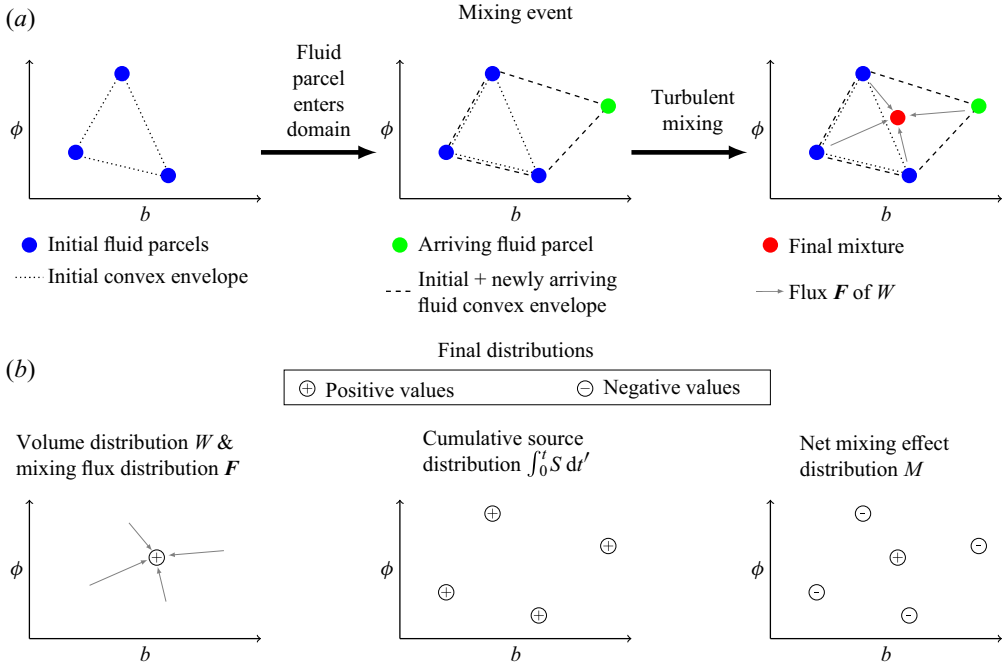 (a)
Mixing event
Fluid
parcel
enters
domain
Turbulent
mixing
ϕ
ϕ
ϕ
b
b
b
Initial fluid parcels
Initial convex envelope
Arriving fluid parcel
Initial + newly arriving
fluid convex envelope
Final mixture
Flux F of W
(b)
Final distributions
+ Positive values
- Negative values
Volume distribution W &
mixing flux distribution F
Cumulative source
distribution ∫₀ᵗ S dt′
Net mixing effect
distribution M
+
+
+
+
+
-
-
+
-
-
ϕ
ϕ
ϕ
b
b
b